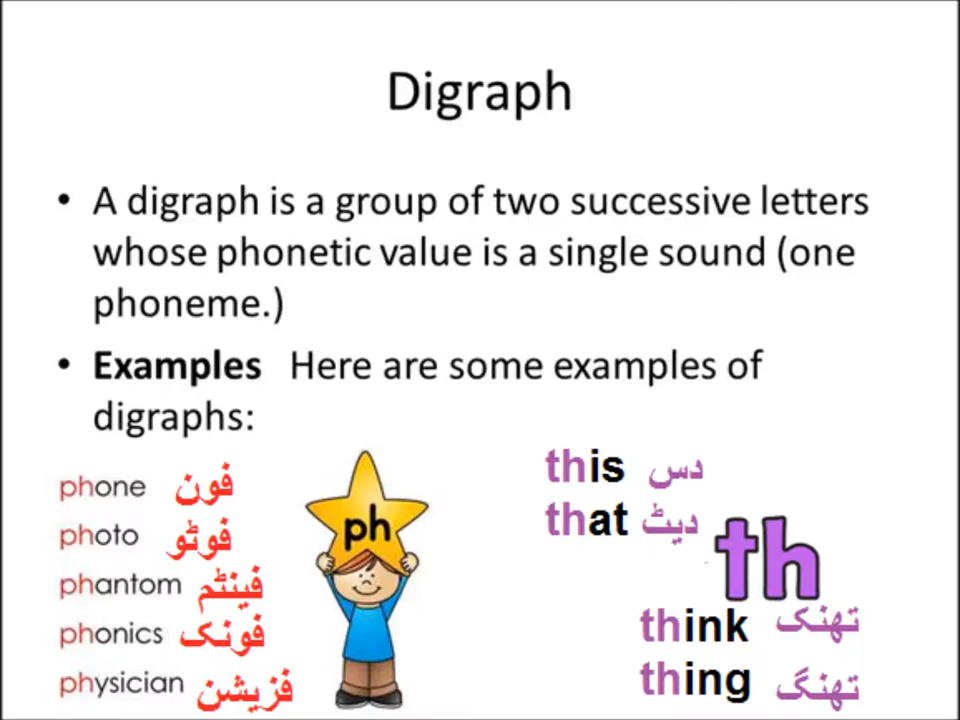 Digraph
• A digraph is a group of two successive letters
whose phonetic value is a single sound (one
phoneme.)
• Examples Here are some examples of
digraphs:
phone فون
photo فوٹو
phantom فینٹم
phonics فونک
physician فزیشن
ph
this دس
that دیٹ
th
think تھنک
thing تھنگ